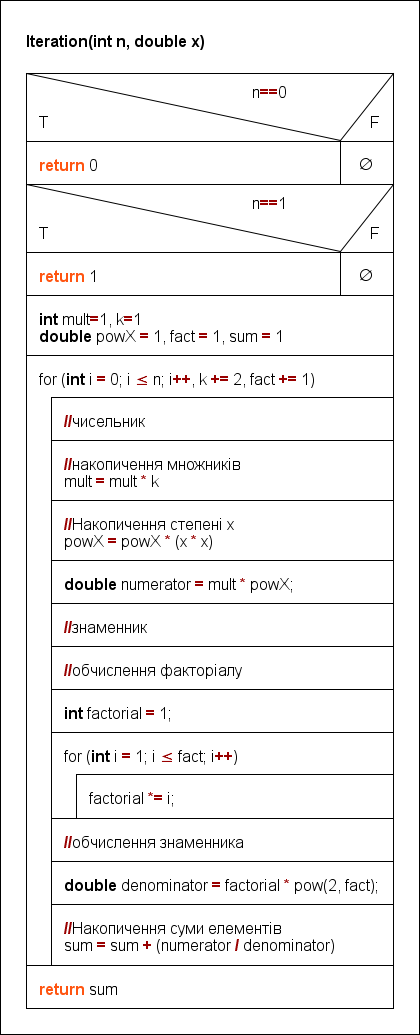 Iteration(int n, double x)
n==0
T
F
return 0
∅
n==1
T
F
return 1
∅
int mult=1, k=1
double powX = 1, fact = 1, sum = 1
for (int i = 0; i ≤ n; i++, k += 2, fact += 1)
//чисельник
//накопичення множників
mult = mult * k
//Накопичення степені x
powX = powX * (x * x)
double numerator = mult * powX;
//знаменник
//обчислення факторіалу
int factorial = 1;
for (int i = 1; i ≤ fact; i++)
factorial *= i;
//обчислення знаменника
double denominator = factorial * pow(2, fact);
//Накопичення суми елементів
sum = sum + (numerator / denominator)
return sum